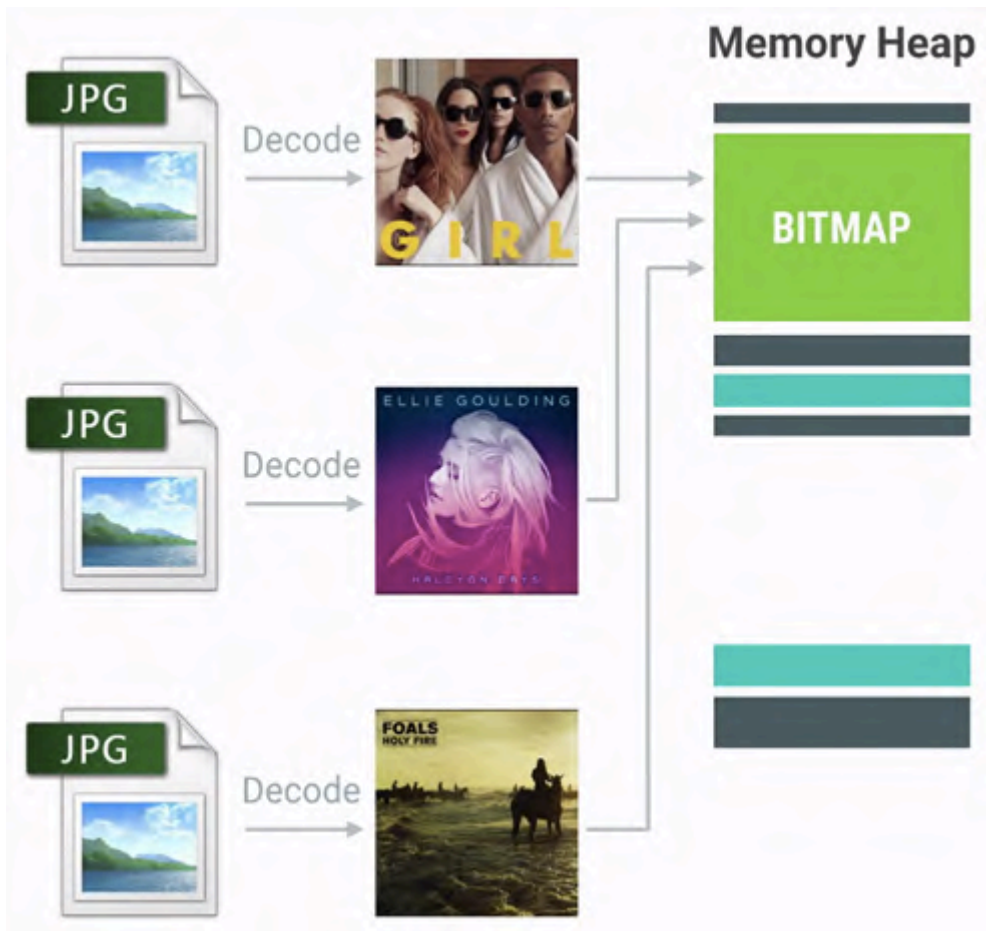 Memory Heap
JPG
Decode
GIRL
BITMAP
JPG
Decode
ELLIE GOULDING
HALCYON DAYS
JPG
Decode
FOALS
HOLY FIRE